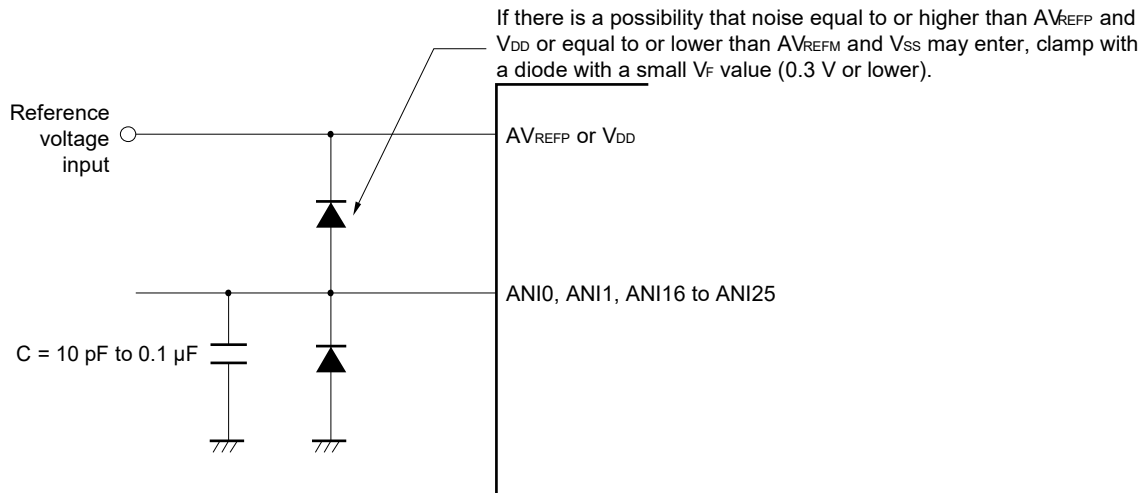 If there is a possibility that noise equal to or higher than AVREFP and
VDD or equal to or lower than AVREFM and VSS may enter, clamp with
a diode with a small VF value (0.3 V or lower).
Reference
voltage
input
AVREFP or VDD
ANI0, ANI1, ANI16 to ANI25
C = 10 pF to 0.1 µF